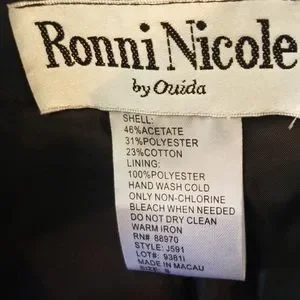 Ronni Nicole
by Ouida
SHELL:
46%ACETATE
31%POLYESTER
23%COTTON
LINING:
100%POLYESTER
HAND WASH COLD
ONLY NON-CHLORINE
BLEACH WHEN NEEDED
DO NOT DRY CLEAN
WARM IRON
RN# 88970
STYLE: J591
LOT#: 9381I
MADE IN MACAU
SIZE: